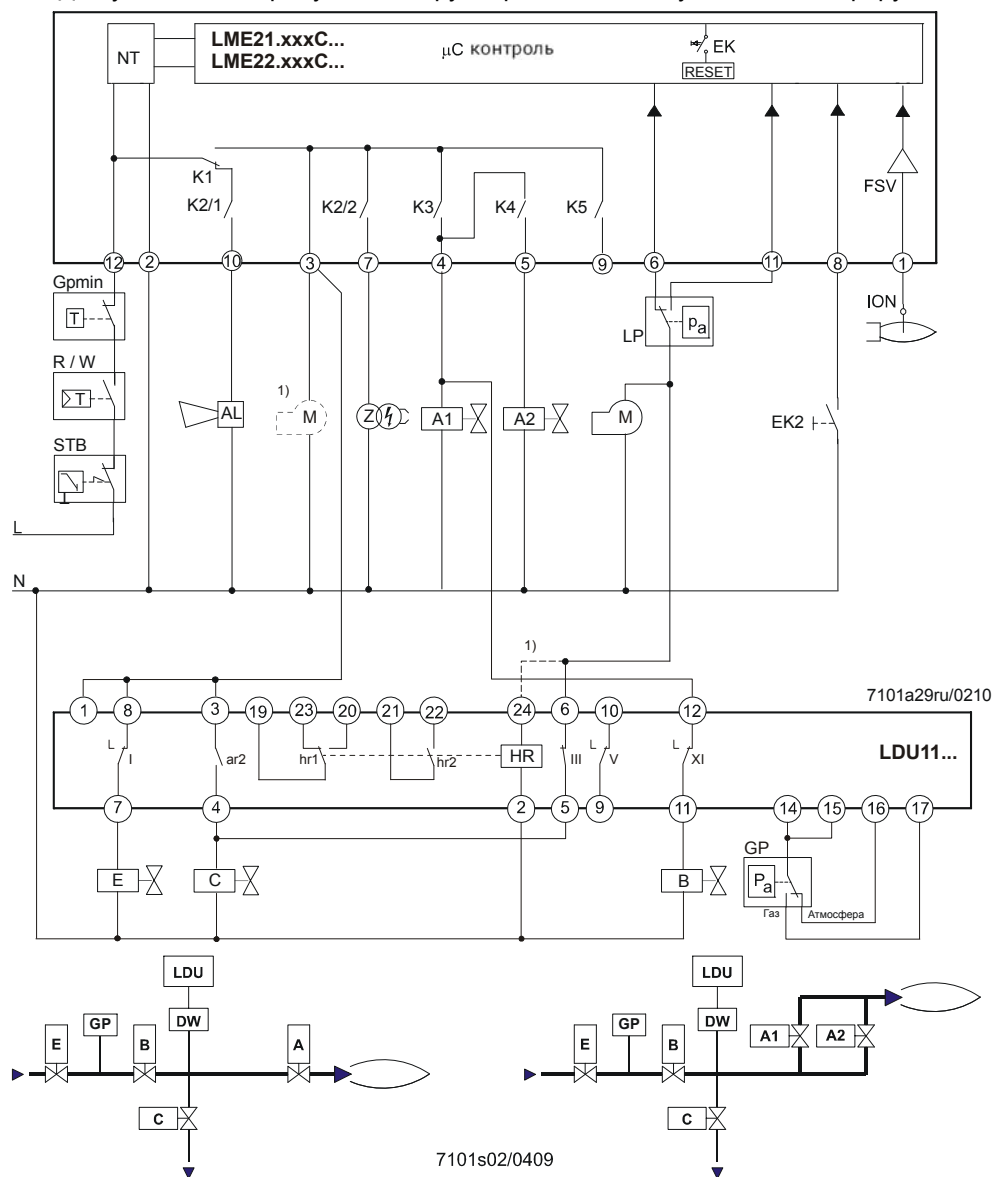 NT
LME21.xxxC...
LME22.xxxC...
µC контроль
EK
RESET
FSV
K1
K2/1
K2/2
K3
K4
K5
12 2 10 3 7 4 5 9 6 11 8 1
Gpmin
T
R / W
T
STB
L
N
AL
1)
M
Z
A1
A2
M
LP
pa
ION
EK2
1)
7101a29ru/0210
1 8 3 19 23 20 21 22 24 6 10 12
LDU11...
L
I
ar2
hr1
hr2
HR
III
L
V
L
XI
7 4 2 5 9 11 14 15 16 17
E
C
B
GP
Pa
Газ
Атмосфера
LDU
DW
E
GP
B
A
C
LDU
DW
E
GP
B
A1
A2
C
7101s02/0409